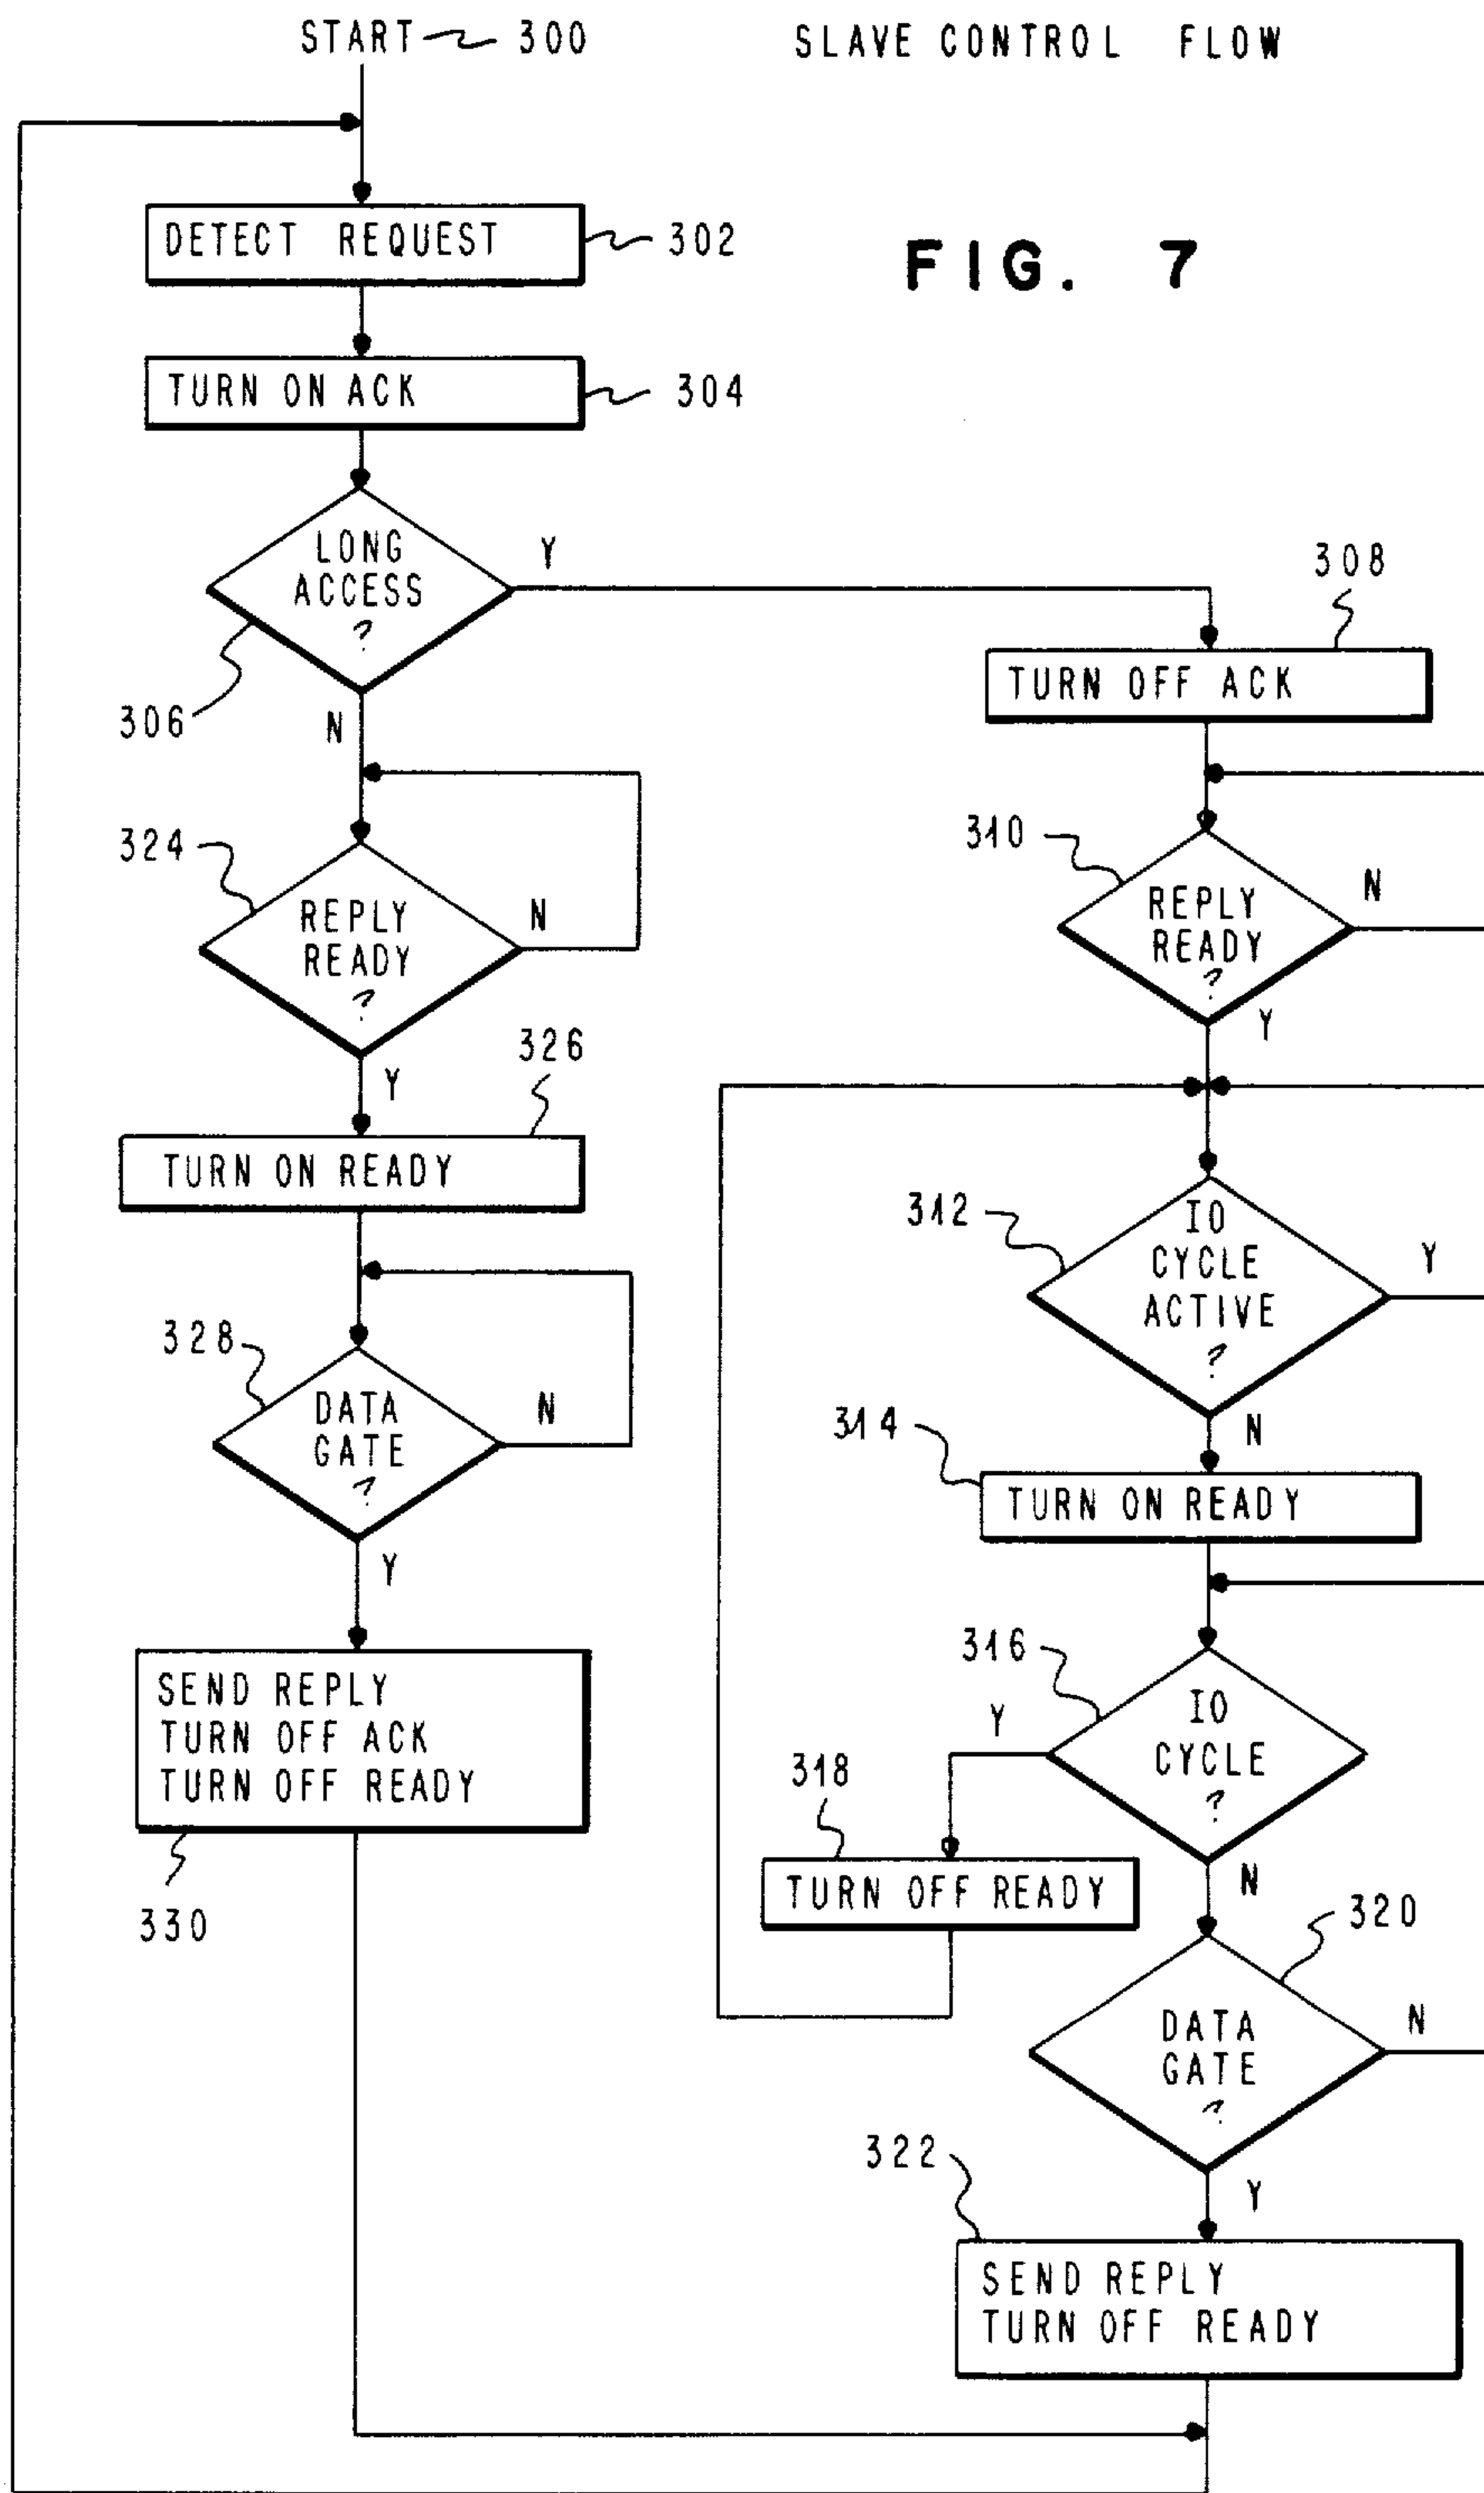 START 300
SLAVE CONTROL FLOW
DETECT REQUEST
302
FIG. 7
TURN ON ACK
304
LONG
ACCESS
?
Y
306
N
308
TURN OFF ACK
324
REPLY
READY
?
N
310
REPLY
READY
?
N
Y
326
Y
TURN ON READY
312
IO
CYCLE
ACTIVE
?
Y
328
DATA
GATE
?
N
314
N
TURN ON READY
Y
316
IO
CYCLE
?
Y
SEND REPLY
TURN OFF ACK
TURN OFF READY
330
318
TURN OFF READY
N
320
DATA
GATE
?
N
322
Y
SEND REPLY
TURN OFF READY